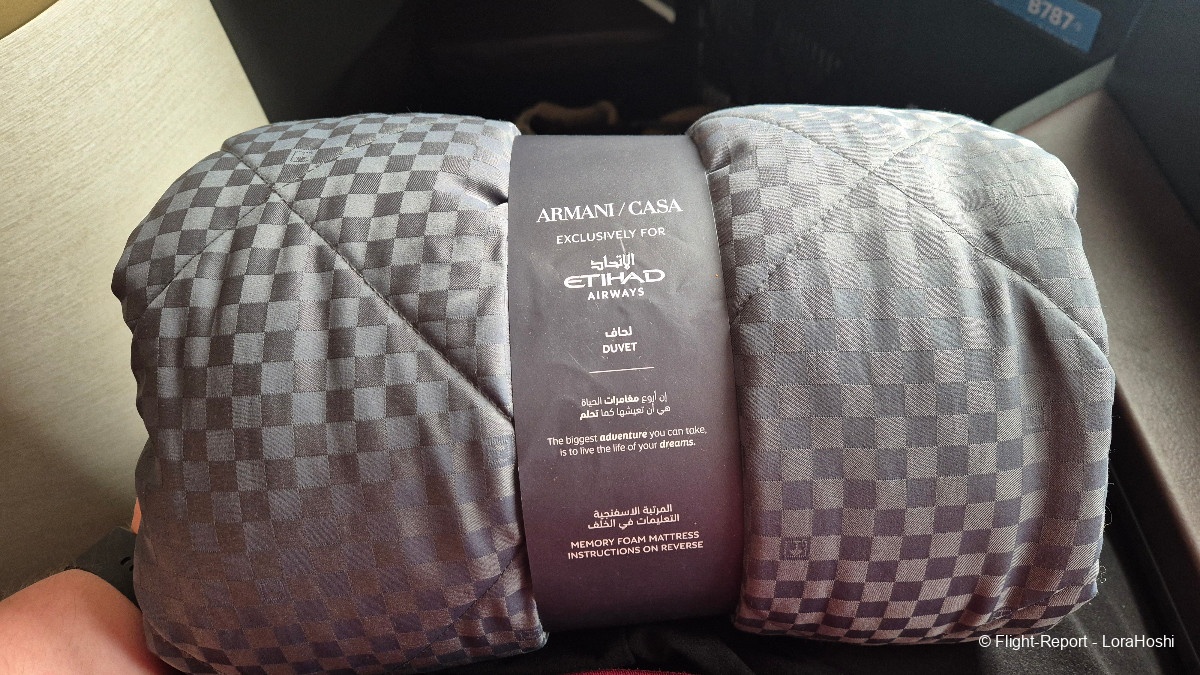 B787-9
ARMANI / CASA
EXCLUSIVELY FOR
الإتحاد
ETIHAD
AIRWAYS
لحاف
DUVET
إن أروع مغامرات الحياة
هي أن تعيشها كما تحلم
The biggest adventure you can take,
is to live the life of your dreams.
المرتبة الاسفنجية
التعليمات في الخلف
MEMORY FOAM MATTRESS
INSTRUCTIONS ON REVERSE
© Flight-Report - LoraHoshi